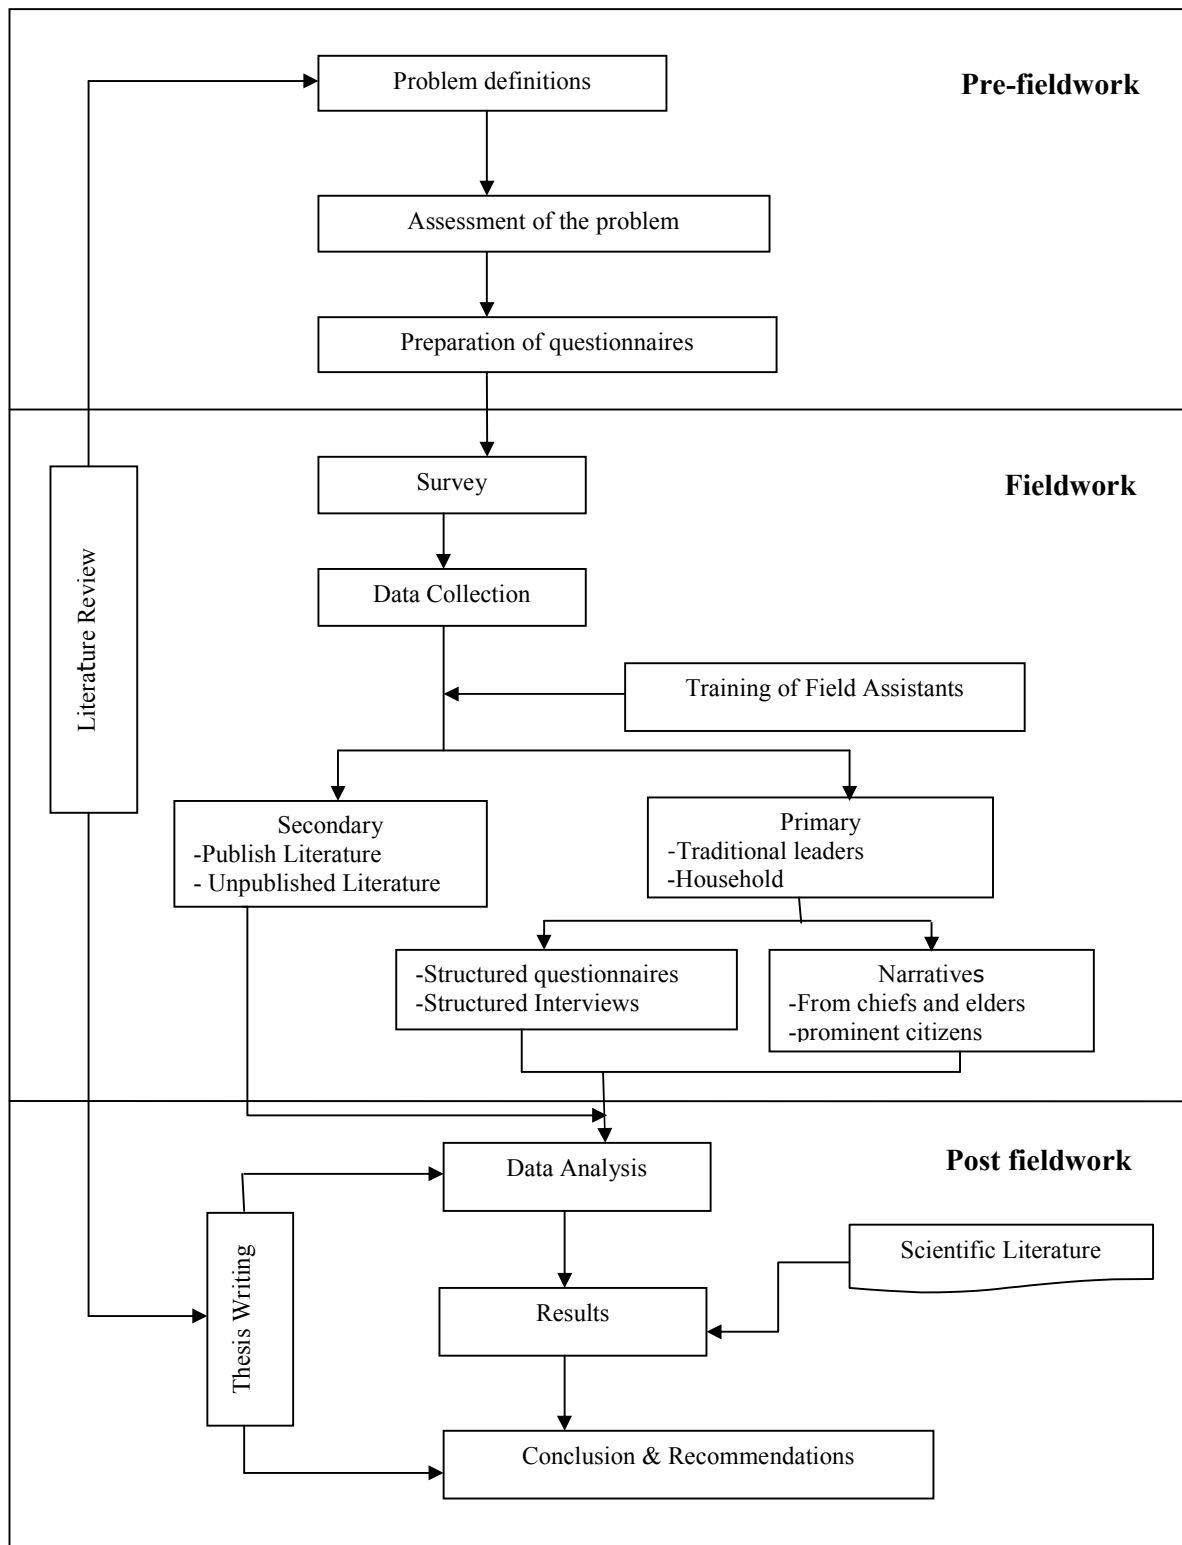 Problem definitions
Pre-fieldwork
Assessment of the problem
Preparation of questionnaires
Survey
Fieldwork
Literature Review
Data Collection
Training of Field Assistants
Secondary
-Publish Literature
- Unpublished Literature
Primary
-Traditional leaders
-Household
-Structured questionnaires
-Structured Interviews
Narratives
-From chiefs and elders
-prominent citizens
Data Analysis
Post fieldwork
Thesis Writing
Scientific Literature
Results
Conclusion & Recommendations